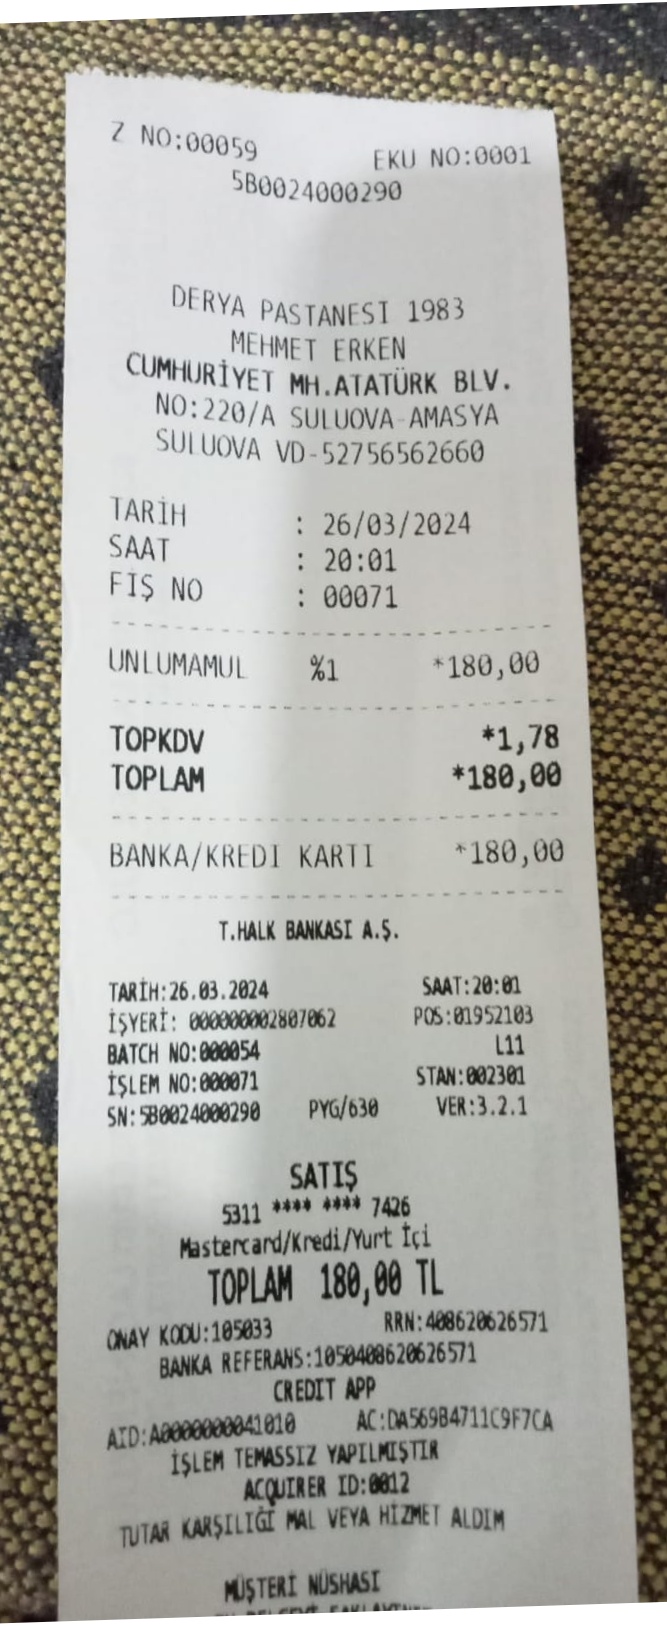 Z NO:00059 EKU NO:0001
5B0024000290
DERYA PASTANESI 1983
MEHMET ERKEN
CUMHURİYET MH.ATATÜRK BLV.
NO:220/A SULUOVA-AMASYA
SULUOVA VD-52756562660
TARİH : 26/03/2024
SAAT : 20:01
FİŞ NO : 00071
UNLUMAMUL %1 *180,00
TOPKDV *1,78
TOPLAM *180,00
BANKA/KREDI KARTI *180,00
T.HALK BANKASI A.Ş.
TARİH:26.03.2024 SAAT:20:01
İŞYERİ: 000000002807062 POS:01952103
BATCH NO:000054 L11
İŞLEM NO:000071 STAN:002301
SN:5B0024000290 PYG/630 VER:3.2.1
SATIŞ
5311 **** **** 7426
Mastercard/Kredi/Yurt İçi
TOPLAM 180,00 TL
ONAY KODU:105033 RRN:408620626571
BANKA REFERANS:1050408620626571
CREDIT APP
AID:A0000000041010 AC:DA569B4711C9F7CA
İŞLEM TEMASSIZ YAPILMIŞTIR
ACQUIRER ID:0012
TUTAR KARŞILIĞI MAL VEYA HİZMET ALDIM
MÜŞTERİ NÜSHASI